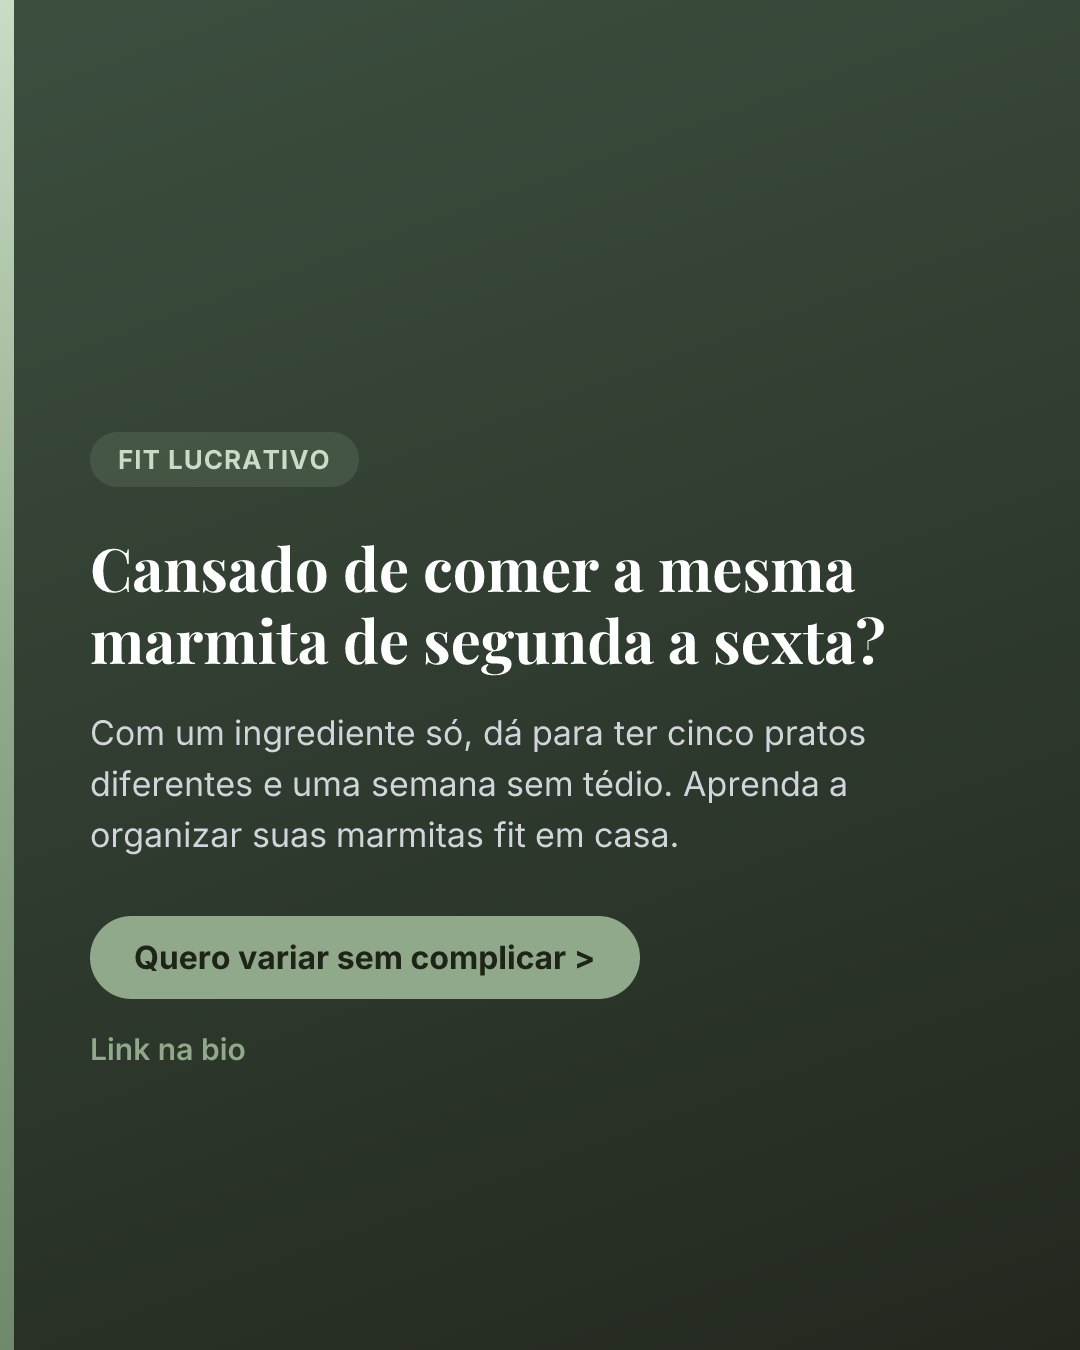 FIT LUCRATIVO
Cansado de comer a mesma
marmita de segunda a sexta?
Com um ingrediente só, dá para ter cinco pratos
diferentes e uma semana sem tédio. Aprenda a
organizar suas marmitas fit em casa.
Quero variar sem complicar >
Link na bio